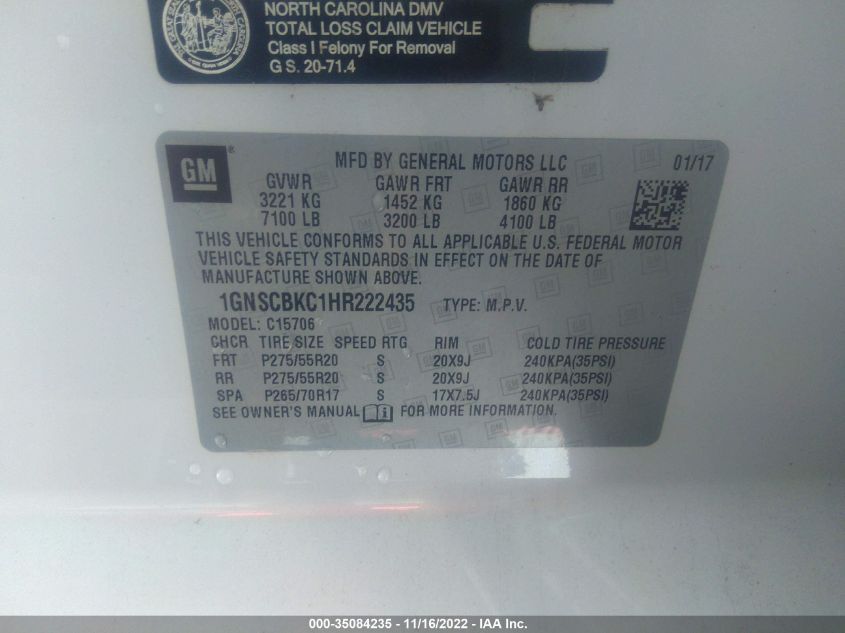 NORTH CAROLINA DMV
TOTAL LOSS CLAIM VEHICLE
Class I Felony For Removal
G S. 20-71.4
GM ®
MFD BY GENERAL MOTORS LLC 01/17
GVWR GAWR FRT GAWR RR
3221 KG 1452 KG 1860 KG
7100 LB 3200 LB 4100 LB
THIS VEHICLE CONFORMS TO ALL APPLICABLE U.S. FEDERAL MOTOR
VEHICLE SAFETY STANDARDS IN EFFECT ON THE DATE OF
MANUFACTURE SHOWN ABOVE.
1GNSCBKC1HR222435 TYPE: M.P.V.
MODEL: C15706
CHCR TIRE SIZE SPEED RTG RIM COLD TIRE PRESSURE
FRT P275/55R20 S 20X9J 240KPA(35PSI)
RR P275/55R20 S 20X9J 240KPA(35PSI)
SPA P265/70R17 S 17X7.5J 240KPA(35PSI)
SEE OWNER'S MANUAL i FOR MORE INFORMATION.
000-35084235 - 11/16/2022 - IAA Inc.